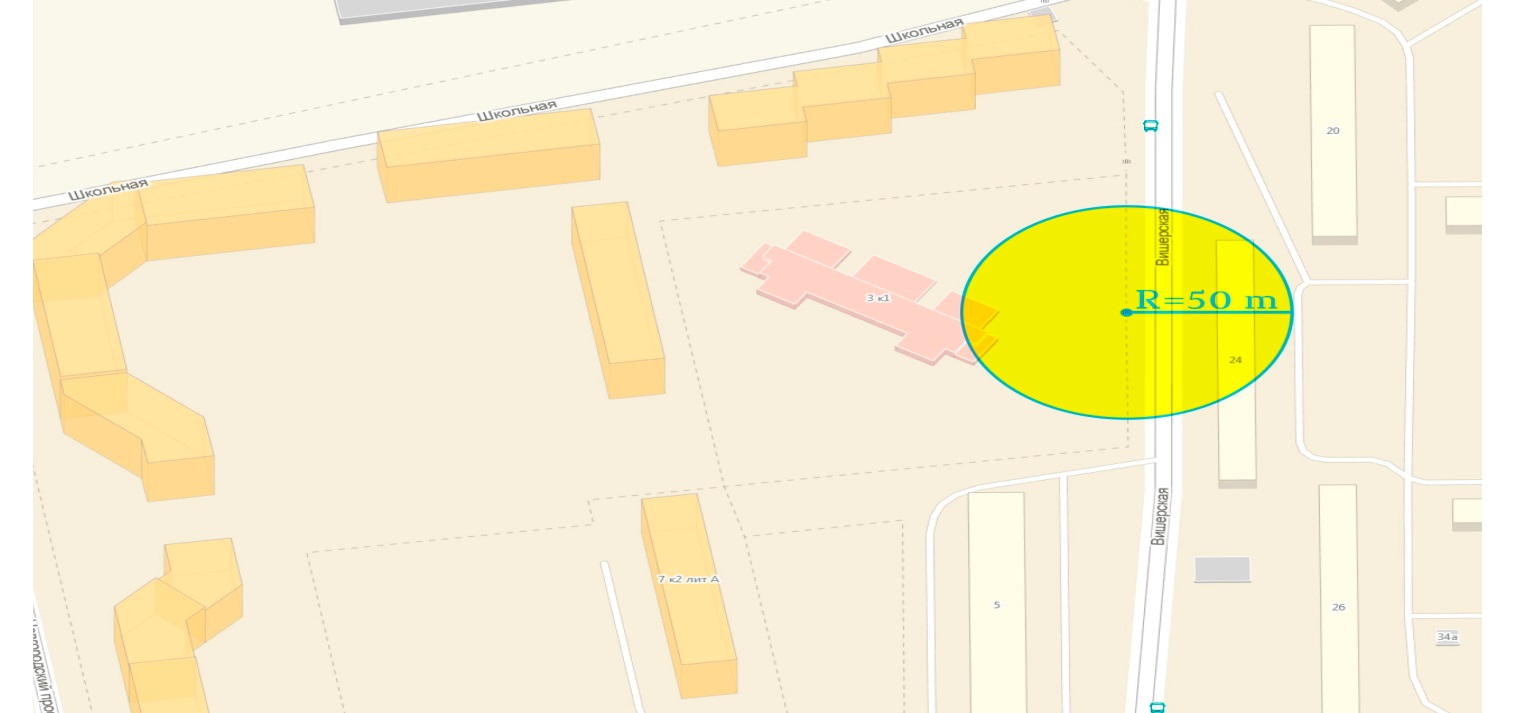 Школьная
Школьная
Школьная
20
Вишерская
3 к1
R=50 m
24
Вишерская
7 к2 лит А
5
26
34а